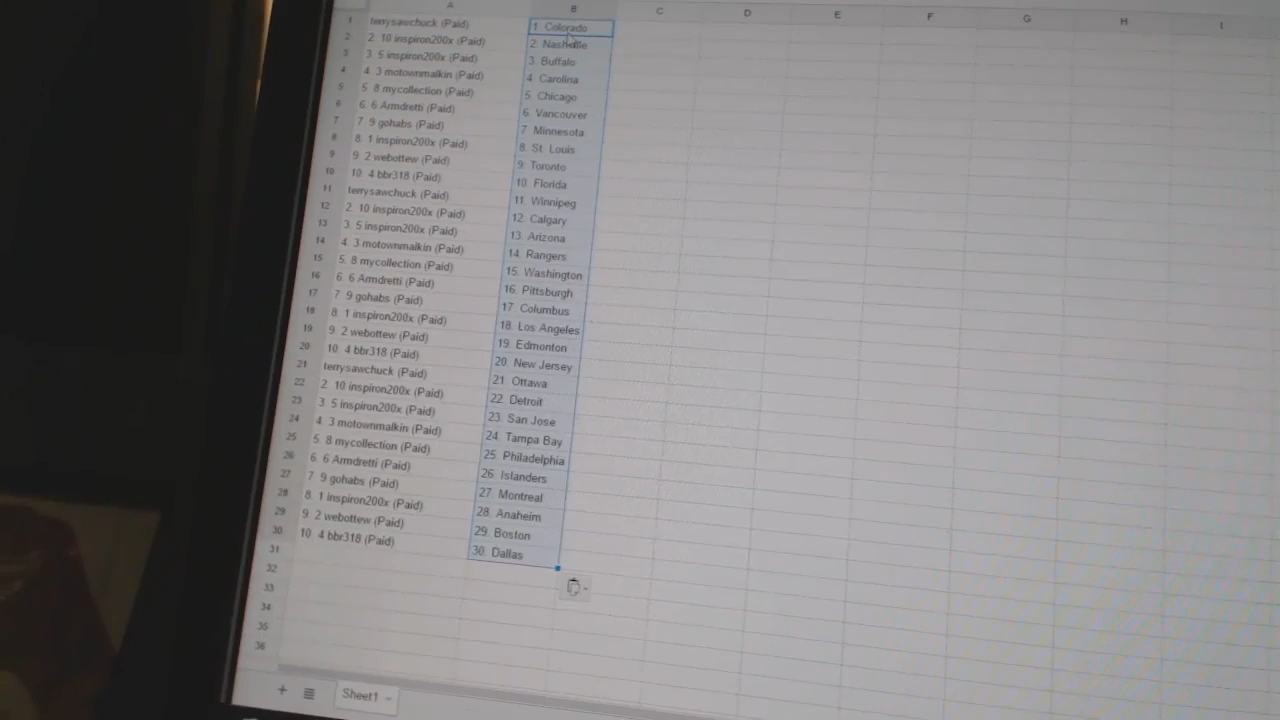 A B C D E F G H I
1 terrysawchuck (Paid) 1. Colorado
2 2. 10 inspiron200x (Paid) 2. Nashville
3 3. 5 inspiron200x (Paid) 3. Buffalo
4 4. 3 motownmalkin (Paid) 4. Carolina
5 5. 8 mycollection (Paid) 5. Chicago
6 6. 6 Armdretti (Paid) 6. Vancouver
7 7. 9 gohabs (Paid) 7. Minnesota
8 8. 1 inspiron200x (Paid) 8. St. Louis
9 9. 2 webottew (Paid) 9. Toronto
10 10. 4 bbr318 (Paid) 10. Florida
11 terrysawchuck (Paid) 11. Winnipeg
12 2. 10 inspiron200x (Paid) 12. Calgary
13 3. 5 inspiron200x (Paid) 13. Arizona
14 4. 3 motownmalkin (Paid) 14. Rangers
15 5. 8 mycollection (Paid) 15. Washington
16 6. 6 Armdretti (Paid) 16. Pittsburgh
17 7. 9 gohabs (Paid) 17. Columbus
18 8. 1 inspiron200x (Paid) 18. Los Angeles
19 9. 2 webottew (Paid) 19. Edmonton
20 10. 4 bbr318 (Paid) 20. New Jersey
21 terrysawchuck (Paid) 21. Ottawa
22 2. 10 inspiron200x (Paid) 22. Detroit
23 3. 5 inspiron200x (Paid) 23. San Jose
24 4. 3 motownmalkin (Paid) 24. Tampa Bay
25 5. 8 mycollection (Paid) 25. Philadelphia
26 6. 6 Armdretti (Paid) 26. Islanders
27 7. 9 gohabs (Paid) 27. Montreal
28 8. 1 inspiron200x (Paid) 28. Anaheim
29 9. 2 webottew (Paid) 29. Boston
30 10. 4 bbr318 (Paid) 30. Dallas
31
32
33
34
35
36
Sheet1